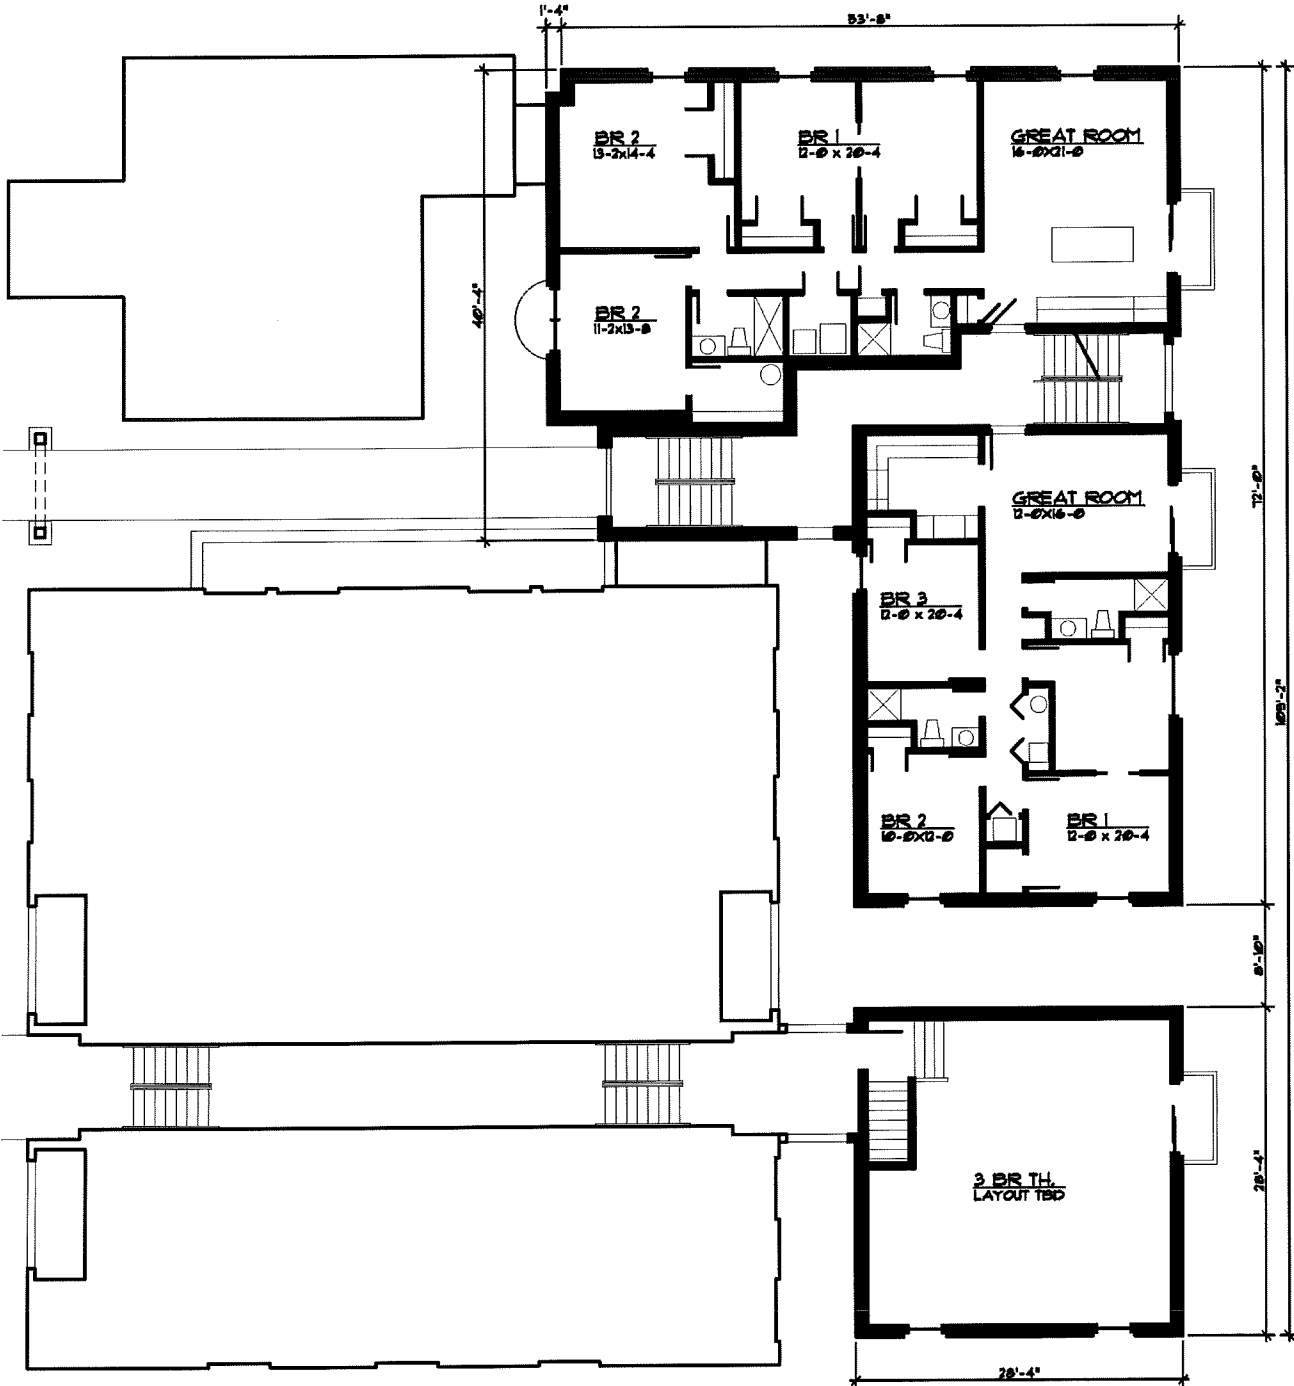 1'-4"
53'-8"
BR 2
13-2x14-4
BR 1
12-0 x 20-4
GREAT ROOM
16-0X21-0
40'-4"
BR 2
11-2x13-8
72'-0"
GREAT ROOM
12-0X16-0
BR 3
12-0 x 20-4
109'-2"
BR 2
10-0X12-0
BR 1
12-0 x 20-4
8'-10"
3 BR TH.
LAYOUT TBD
28'-4"
28'-4"